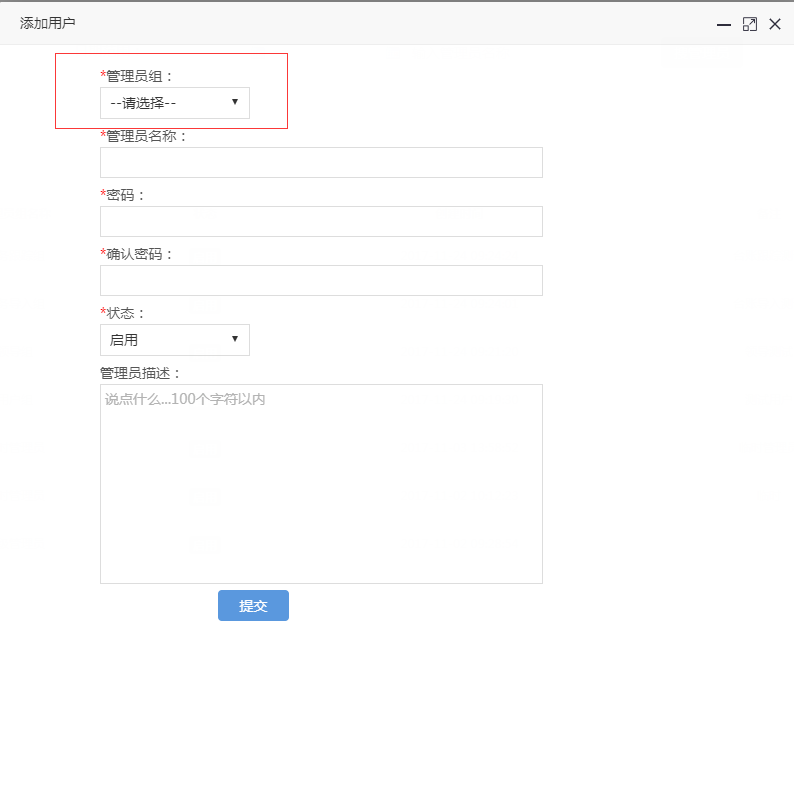 添加用户
*管理员组：
--请选择--
*管理员名称：
*密码：
*确认密码：
*状态：
启用
管理员描述：
说点什么...100个字符以内
提交